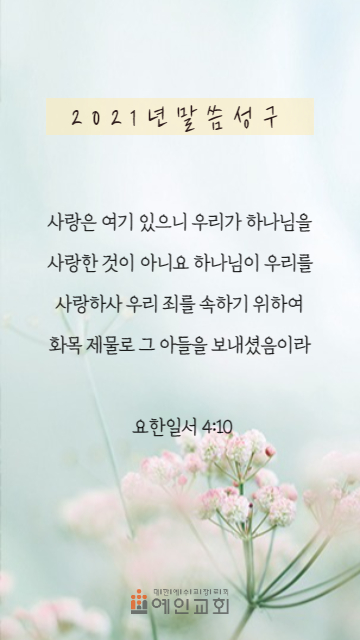 2021년말씀성구
사랑은 여기 있으니 우리가 하나님을
사랑한 것이 아니요 하나님이 우리를
사랑하사 우리 죄를 속하기 위하여
화목 제물로 그 아들을 보내셨음이라
요한일서 4:10
예인교회